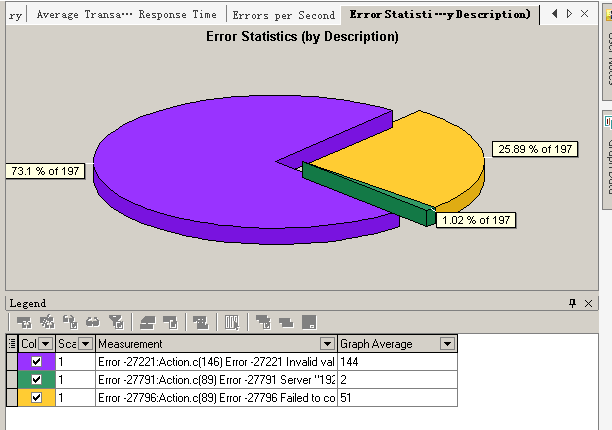 ry Average Transa··· Response Time Errors per Second Error Statisti···y Description)
Error Statistics (by Description)
25.89 % of 197
73.1 % of 197
1.02 % of 197
Legend
Col Sca Measurement Graph Average
1 Error -27221:Action.c(146) Error -27221 Invalid val 144
1 Error -27791:Action.c(89) Error -27791 Server "192 2
1 Error -27796:Action.c(89) Error -27796 Failed to co 51